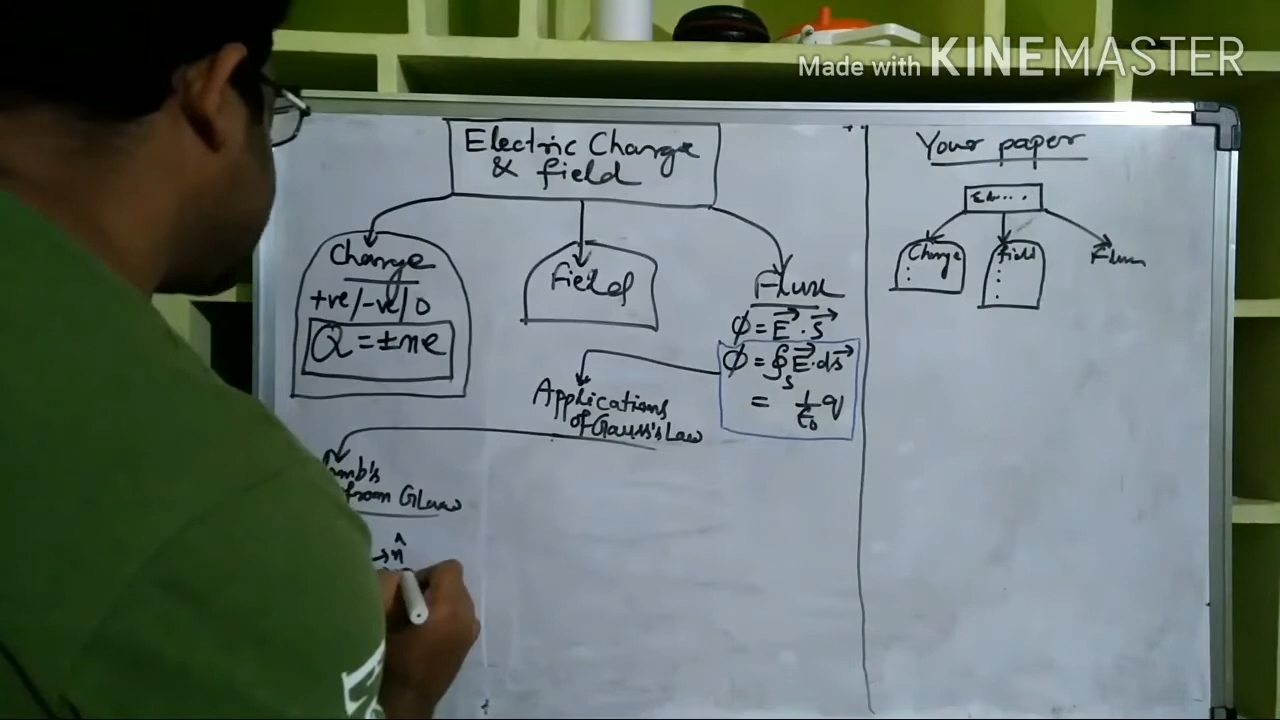 Made with KINEMASTER
Electric Charge
& field
Charge
+ve/-ve/0
Q = ±ne
Field
Flux
ϕ = E⃗ · S⃗
ϕ = ∮ₛ E⃗ · dS⃗
= 1/ε₀ q
Applications
of Gauss's Law
from GLaw
n̂
Your paper
Charge
Field
Flux